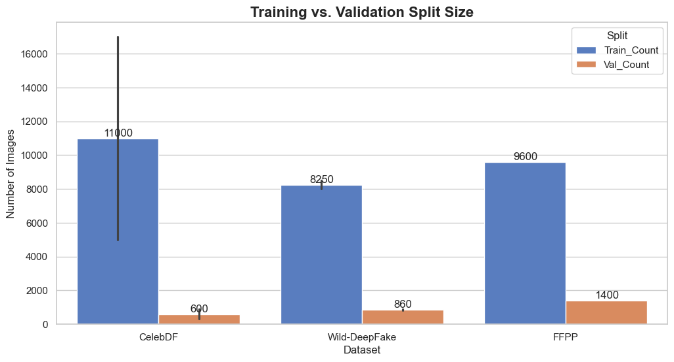 Training vs. Validation Split Size
Split
Train_Count
Val_Count
Number of Images
16000
14000
12000
10000
8000
6000
4000
2000
0
11000
600
8250
860
9600
1400
CelebDF
Wild-DeepFake
FFPP
Dataset